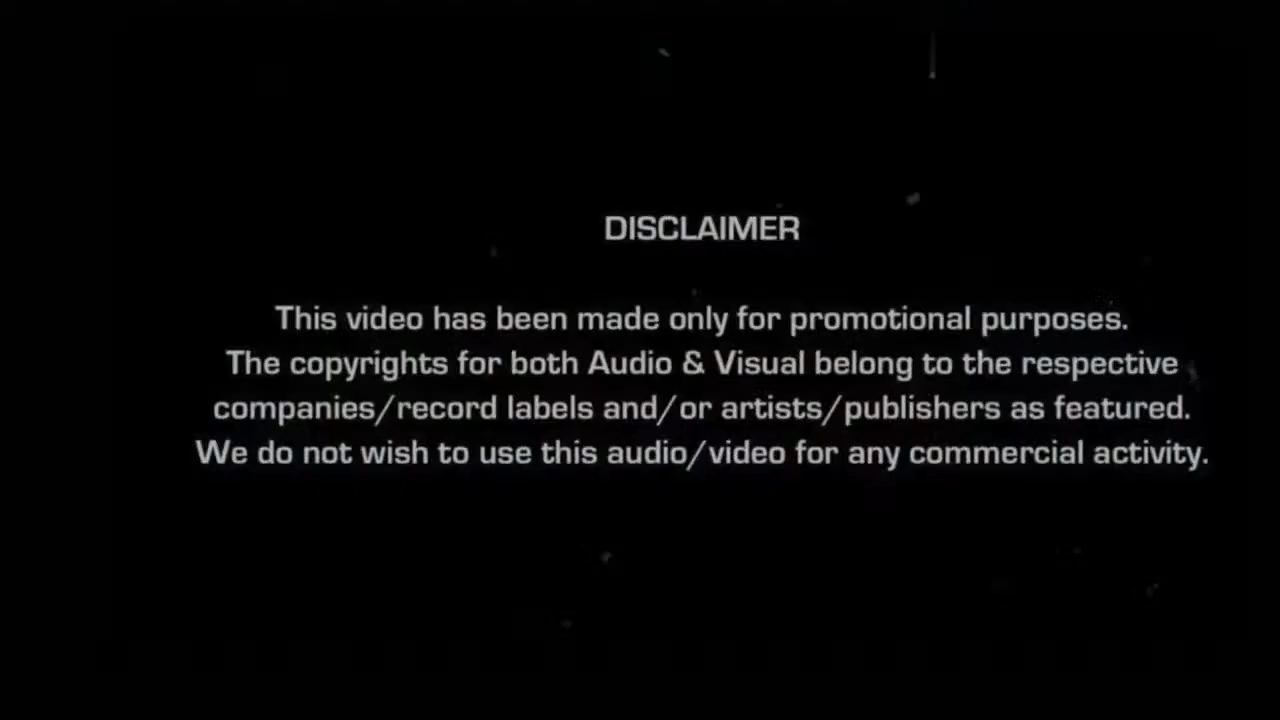 DISCLAIMER
This video has been made only for promotional purposes.
The copyrights for both Audio & Visual belong to the respective
companies/record labels and/or artists/publishers as featured.
We do not wish to use this audio/video for any commercial activity.